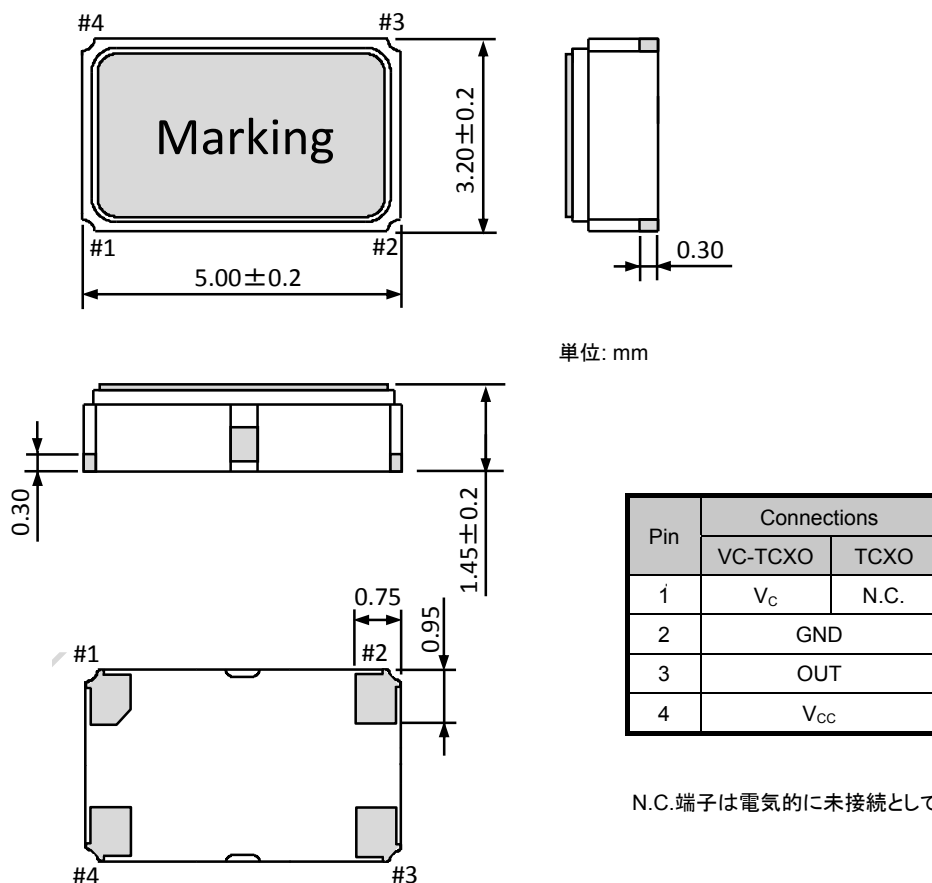 #4
#3
Marking
3.20±0.2
#1
#2
5.00±0.2
0.30
単位: mm
0.30
1.45±0.2
Pin
Connections
VC-TCXO
TCXO
1
VC
N.C.
2
GND
3
OUT
4
VCC
0.75
0.95
#1
#2
#4
#3
N.C.端子は電気的に未接続として